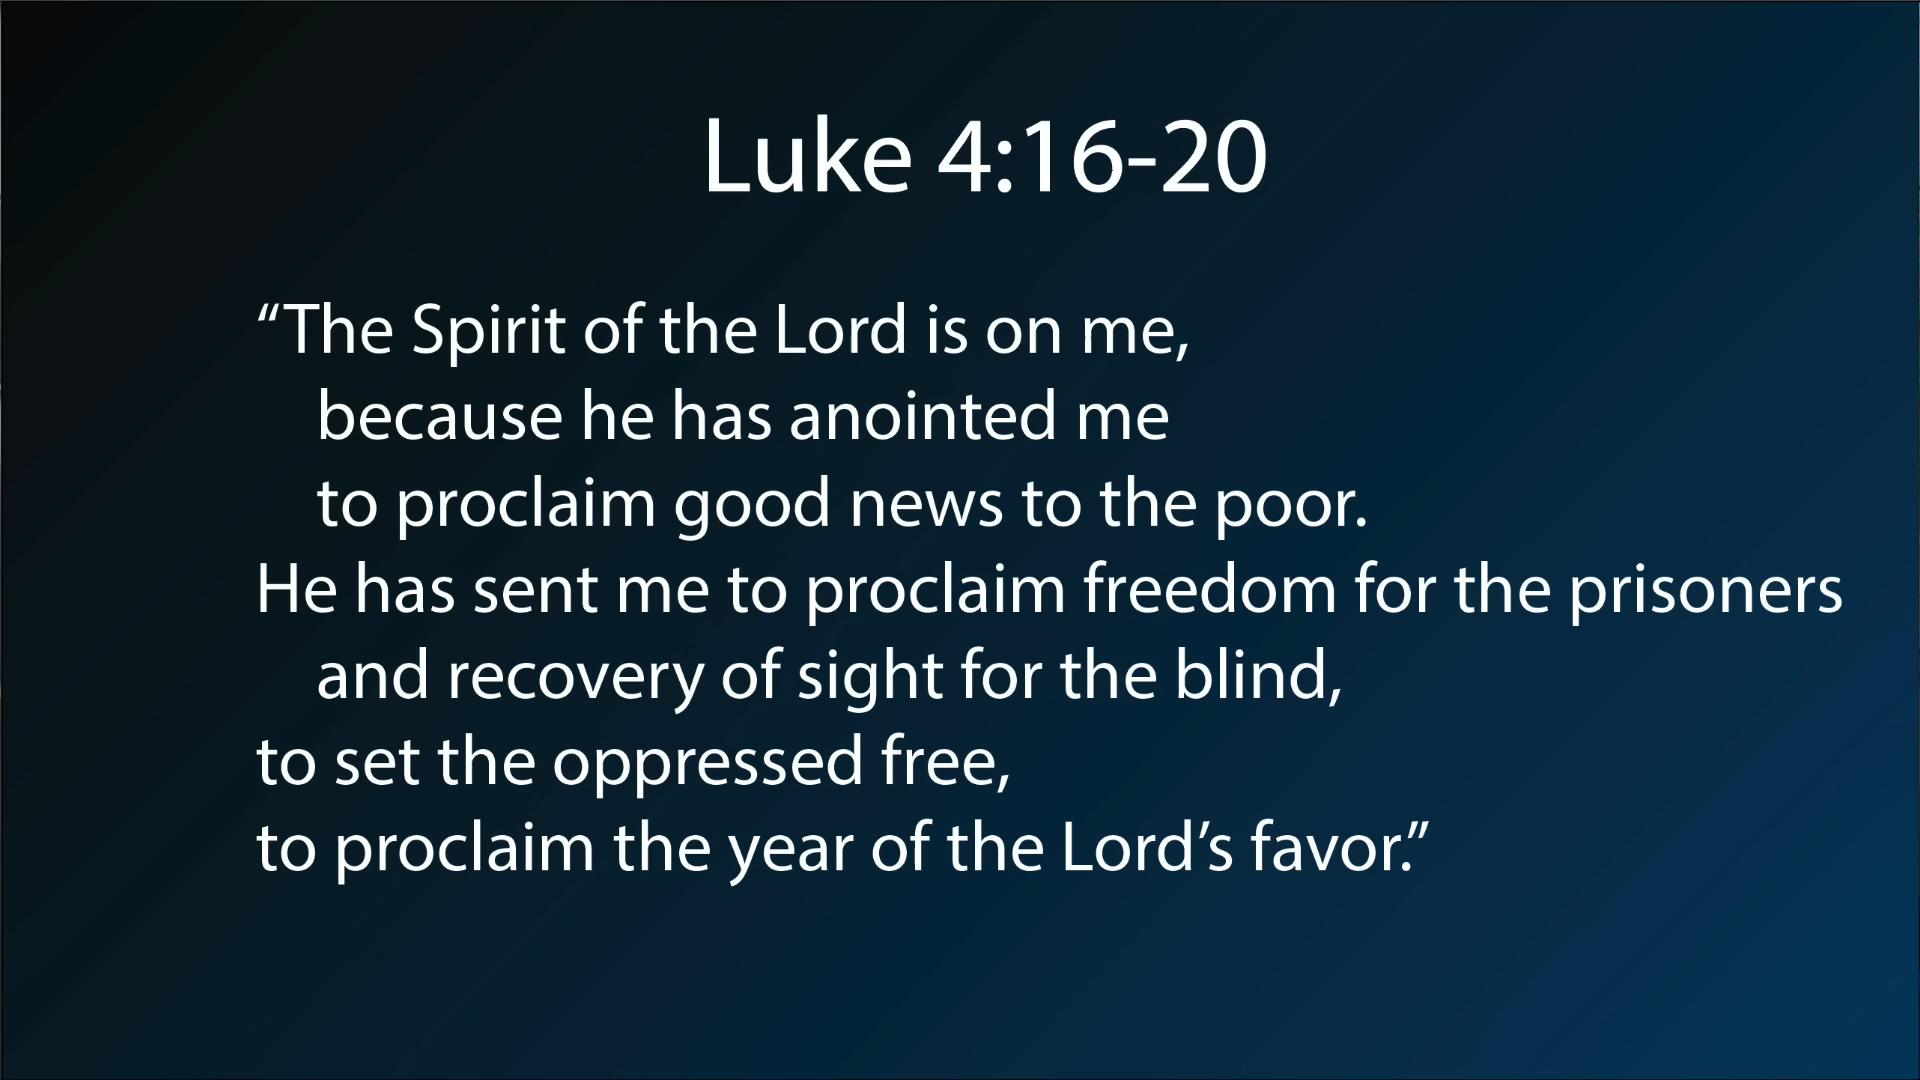 Luke 4:16-20
“The Spirit of the Lord is on me,
because he has anointed me
to proclaim good news to the poor.
He has sent me to proclaim freedom for the prisoners
and recovery of sight for the blind,
to set the oppressed free,
to proclaim the year of the Lord’s favor.”